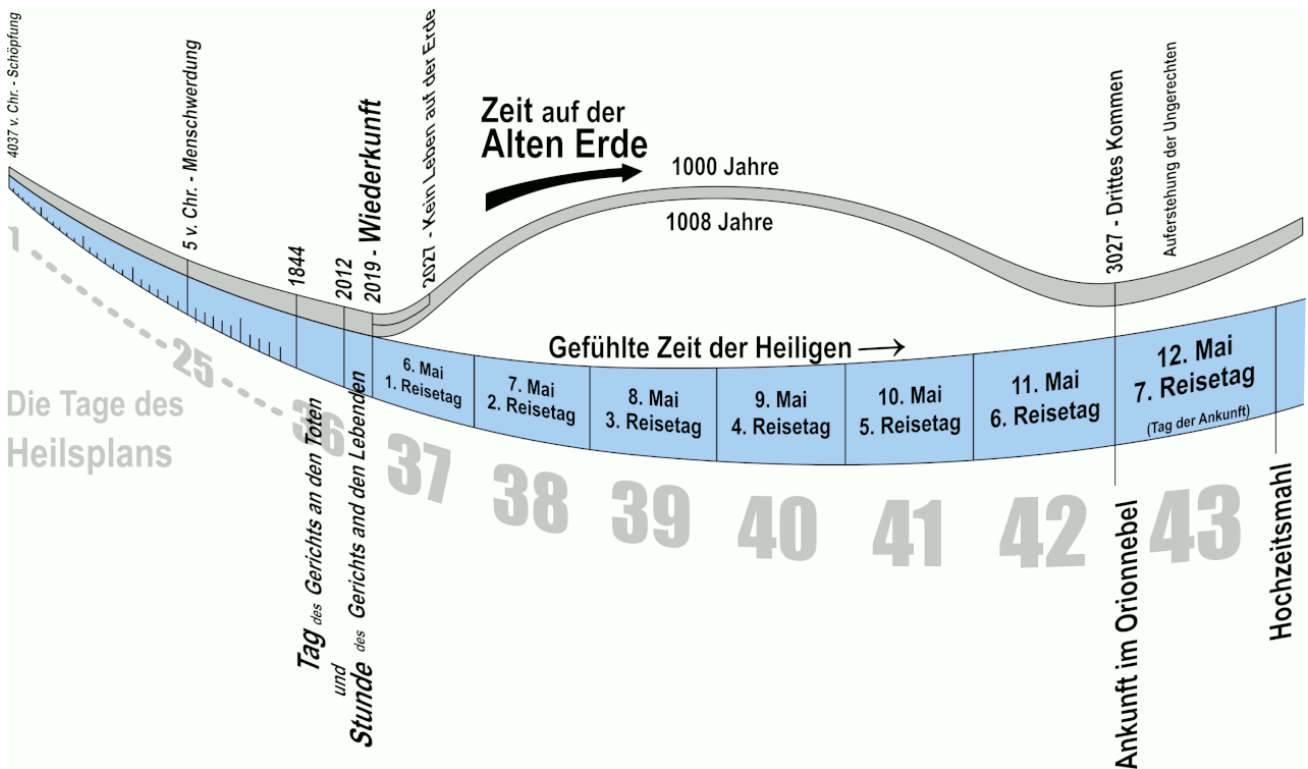 4037 v. Chr. - Schöpfung
5 v. Chr. - Menschwerdung
1844
2012
2019 - Wiederkunft
2027 - Kein Leben auf der Erde
Zeit auf der
Alten Erde
1000 Jahre
1008 Jahre
3027 - Drittes Kommen
Auferstehung der Ungerechten
Gefühlte Zeit der Heiligen
6. Mai
1. Reisetag
7. Mai
2. Reisetag
8. Mai
3. Reisetag
9. Mai
4. Reisetag
10. Mai
5. Reisetag
11. Mai
6. Reisetag
12. Mai
7. Reisetag
(Tag der Ankunft)
Die Tage des
Heilsplans
1
25
36
37
38
39
40
41
42
43
Tag des Gerichts an den Toten
und
Stunde des Gerichts and den Lebenden
Ankunft im Orionnebel
Hochzeitsmahl